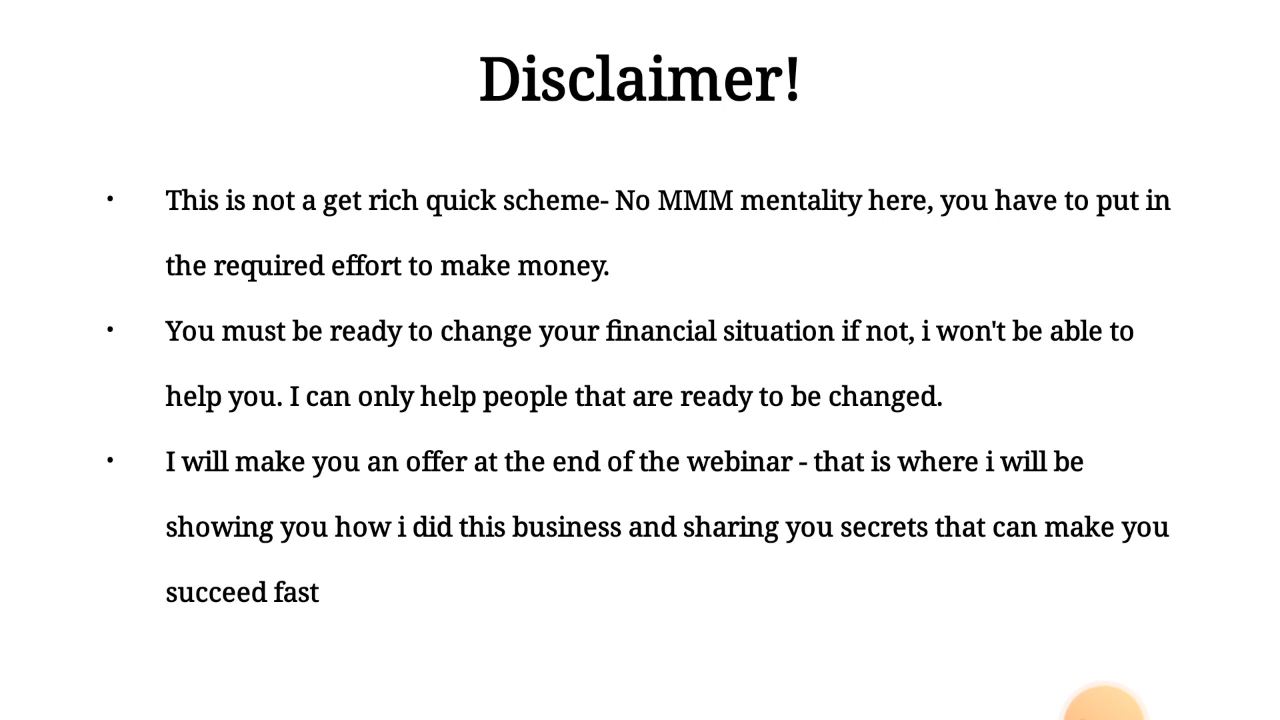 Disclaimer!
• This is not a get rich quick scheme- No MMM mentality here, you have to put in
the required effort to make money.
• You must be ready to change your financial situation if not, i won't be able to
help you. I can only help people that are ready to be changed.
• I will make you an offer at the end of the webinar - that is where i will be
showing you how i did this business and sharing you secrets that can make you
succeed fast